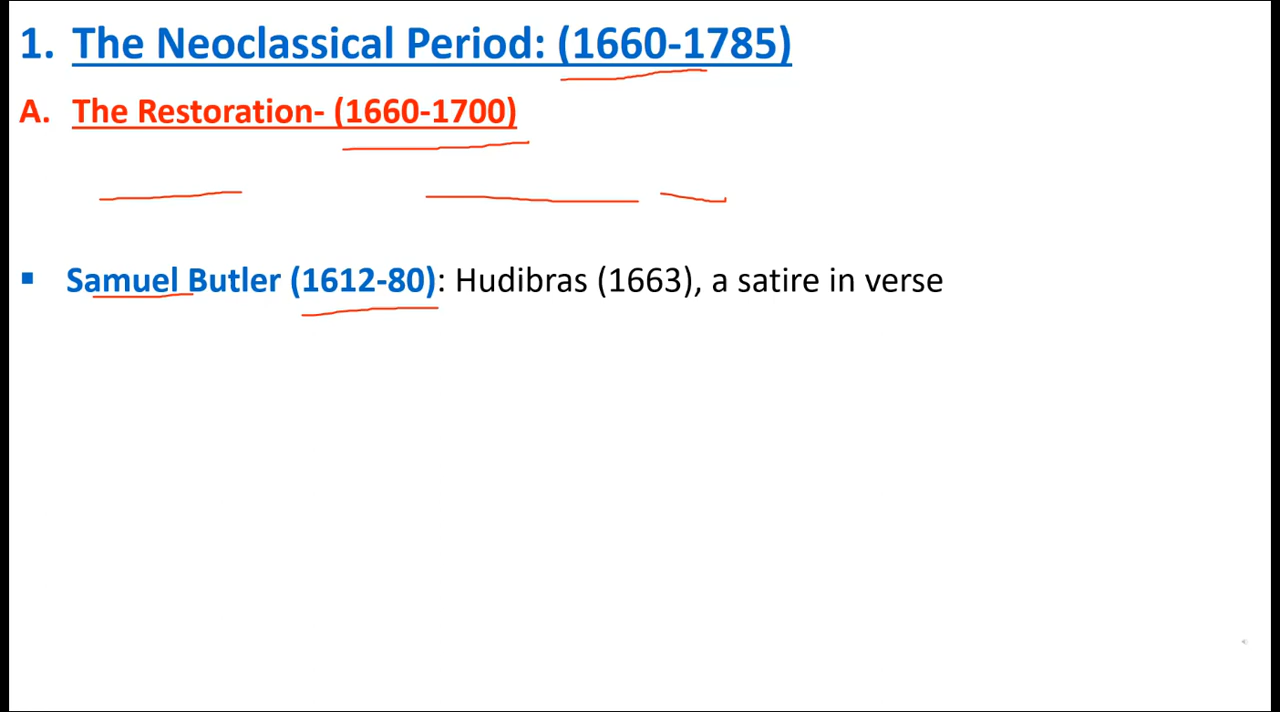 1. The Neoclassical Period: (1660-1785)
A. The Restoration- (1660-1700)
▪ Samuel Butler (1612-80): Hudibras (1663), a satire in verse